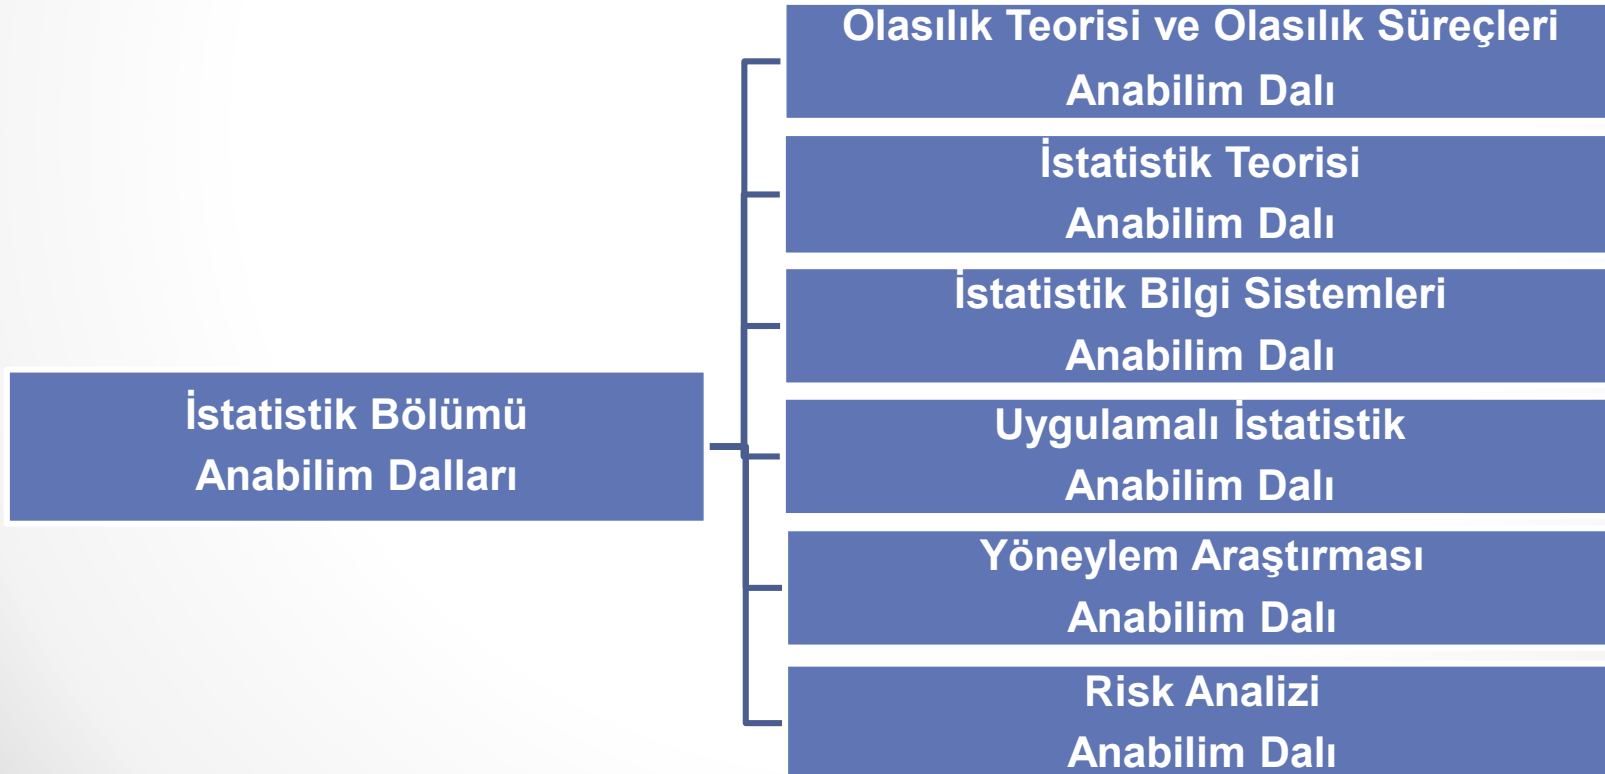 Olasılık Teorisi ve Olasılık Süreçleri
Anabilim Dalı
İstatistik Teorisi
Anabilim Dalı
İstatistik Bilgi Sistemleri
Anabilim Dalı
İstatistik Bölümü
Anabilim Dalları
Uygulamalı İstatistik
Anabilim Dalı
Yöneylem Araştırması
Anabilim Dalı
Risk Analizi
Anabilim Dalı